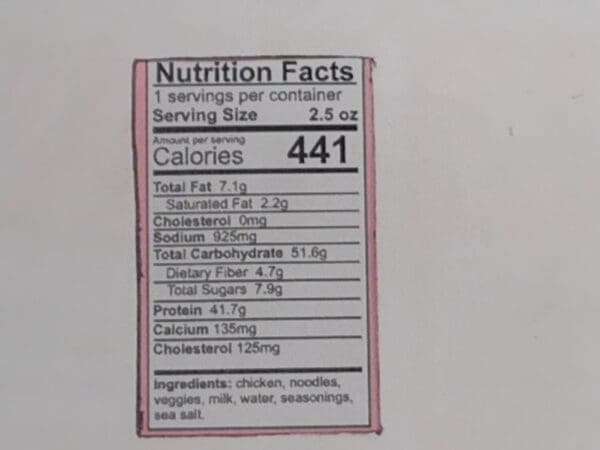 Nutrition Facts
1 servings per container
Serving Size 2.5 oz
Amount per serving
Calories 441
Total Fat 7.1g
Saturated Fat 2.2g
Cholesterol 0mg
Sodium 925mg
Total Carbohydrate 51.6g
Dietary Fiber 4.7g
Total Sugars 7.9g
Protein 41.7g
Calcium 135mg
Cholesterol 125mg
Ingredients: chicken, noodles,
veggies, milk, water, seasonings,
sea salt.